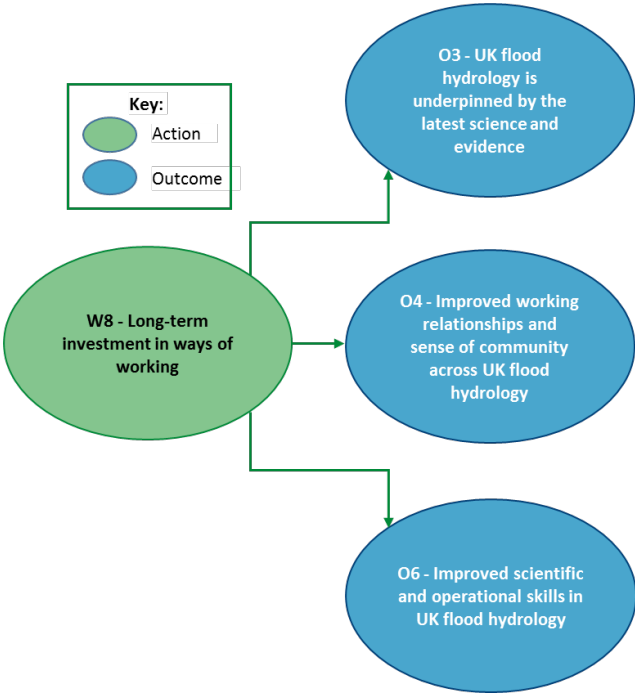 Key:
Action
Outcome
O3 - UK flood
hydrology is
underpinned by the
latest science and
evidence
W8 - Long-term
investment in ways of
working
O4 - Improved working
relationships and
sense of community
across UK flood
hydrology
O6 - Improved scientific
and operational skills in
UK flood hydrology